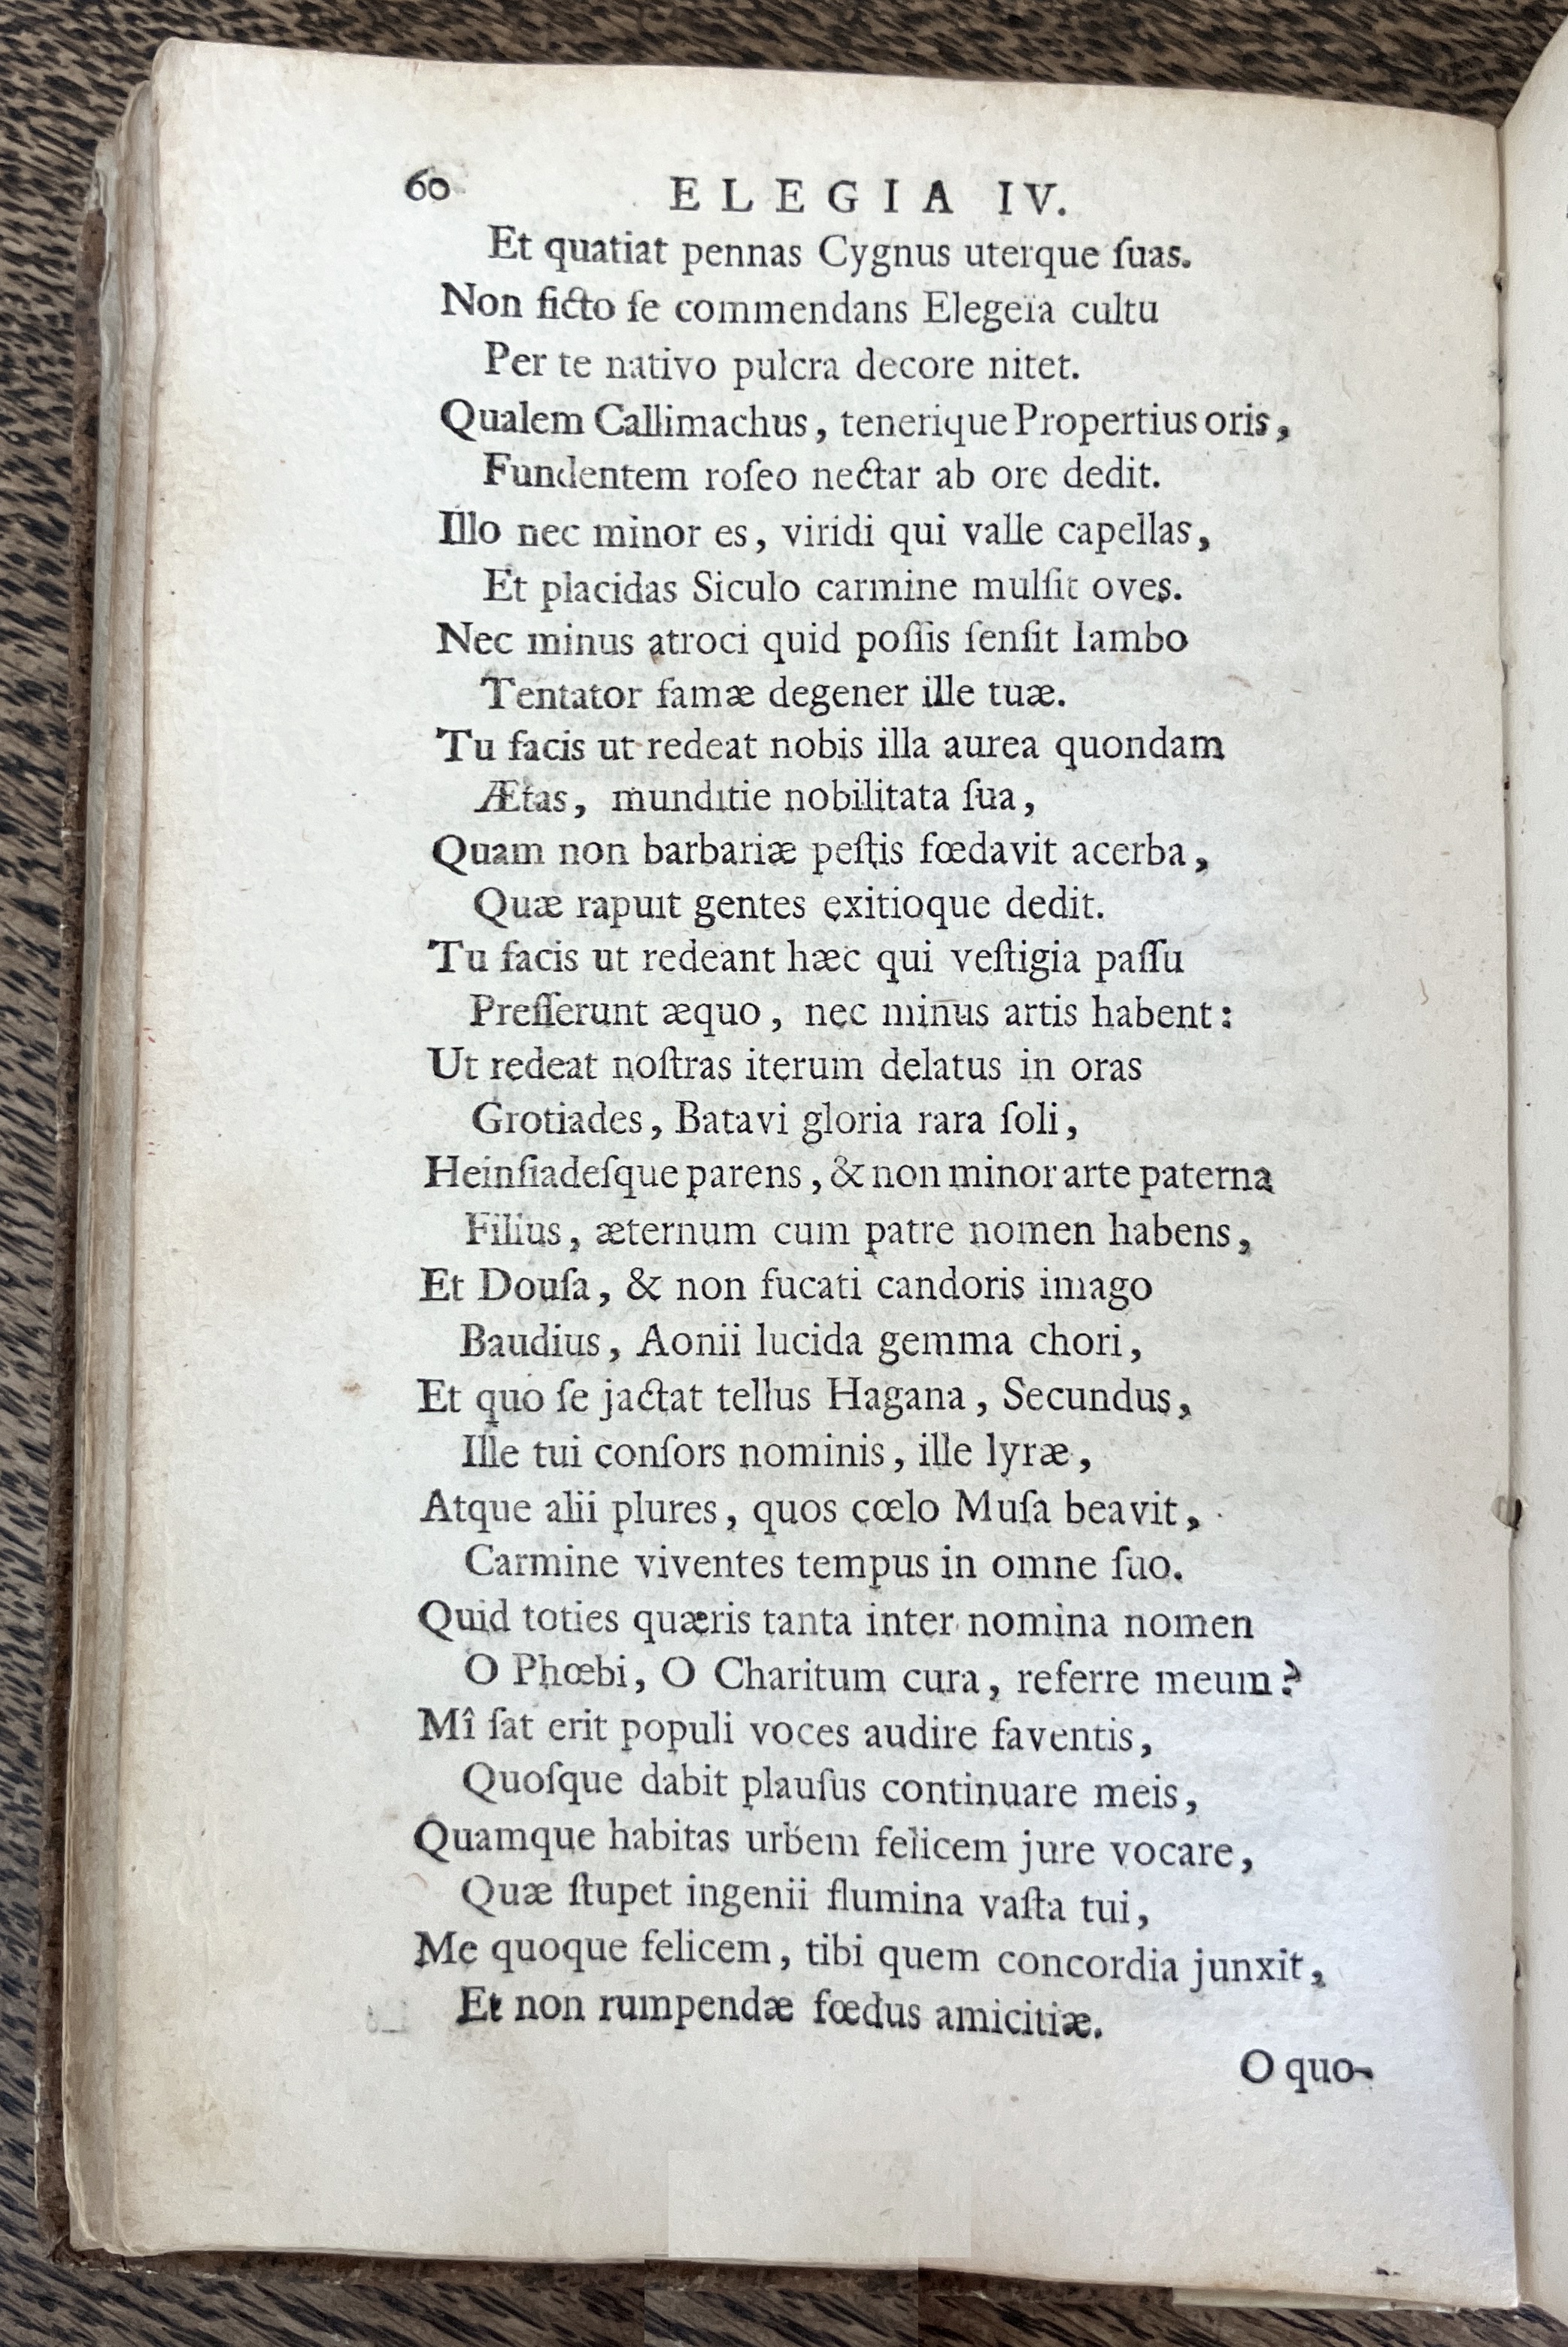 60 ELEGIA IV.
Et quatiat pennas Cygnus uterque ſuas.
Non ficto ſe commendans Elegeïa cultu
Per te nativo pulcra decore nitet.
Qualem Callimachus, tenerique Propertius oris,
Fundentem roſeo nectar ab ore dedit.
Illo nec minor es, viridi qui valle capellas,
Et placidas Siculo carmine mulſit oves.
Nec minus atroci quid poſſis ſenſit Iambo
Tentator famæ degener ille tuæ.
Tu facis ut redeat nobis illa aurea quondam
Ætas, munditie nobilitata ſua,
Quam non barbariæ peſtis fœdavit acerba,
Quæ rapuit gentes exitioque dedit.
Tu facis ut redeant hæc qui veſtigia paſſu
Preſſerunt æquo, nec minus artis habent:
Ut redeat noſtras iterum delatus in oras
Grotiades, Batavi gloria rara ſoli,
Heinſiadeſque parens, & non minor arte paterna
Filius, æternum cum patre nomen habens,
Et Douſa, & non fucati candoris imago
Baudius, Aonii lucida gemma chori,
Et quo ſe jactat tellus Hagana, Secundus,
Ille tui conſors nominis, ille lyræ,
Atque alii plures, quos cœlo Muſa beavit,
Carmine viventes tempus in omne ſuo.
Quid toties quæris tanta inter nomina nomen
O Phœbi, O Charitum cura, referre meum?
Mî ſat erit populi voces audire faventis,
Quoſque dabit plauſus continuare meis,
Quamque habitas urbem felicem jure vocare,
Quæ ſtupet ingenii flumina vaſta tui,
Me quoque felicem, tibi quem concordia junxit,
Et non rumpendæ fœdus amicitiæ.
O quo-